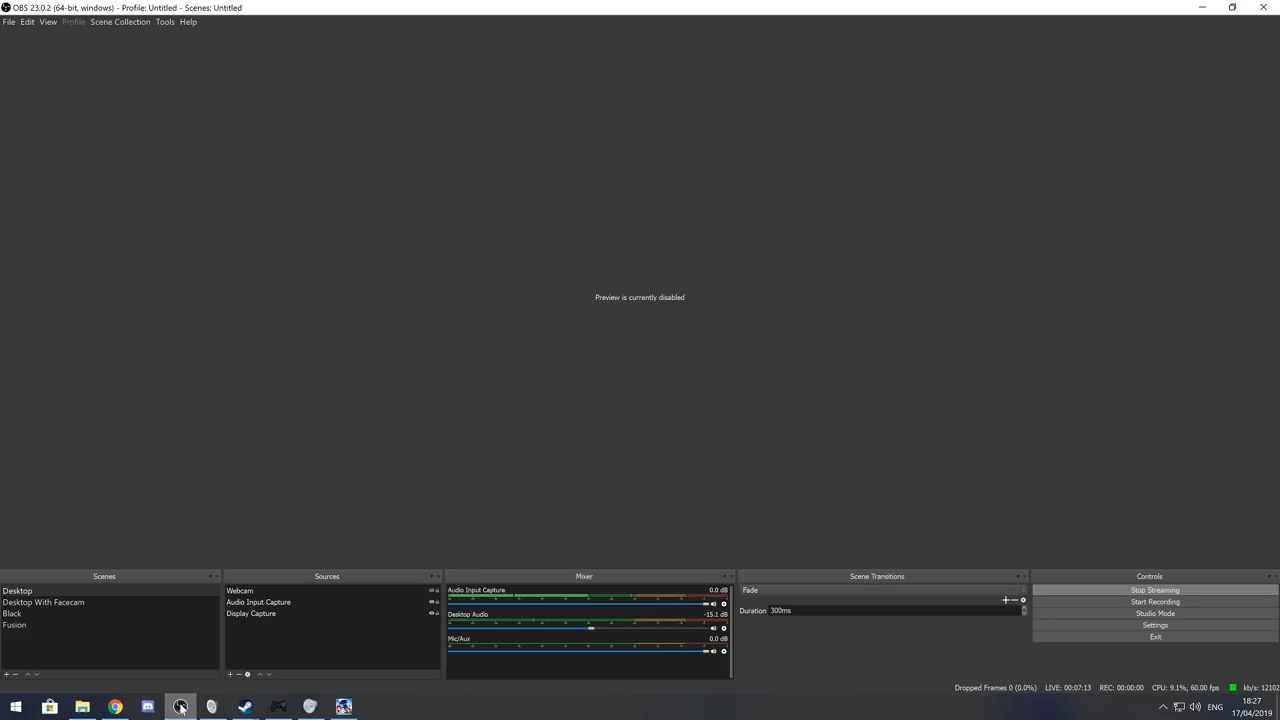 OBS 23.0.2 (64-bit, windows) - Profile: Untitled - Scenes: Untitled
File Edit View Profile Scene Collection Tools Help
Preview is currently disabled
Scenes
Desktop
Desktop With Facecam
Black
Fusion
Sources
Webcam
Audio Input Capture
Display Capture
Mixer
Audio Input Capture 0.0 dB
Desktop Audio -15.1 dB
Mic/Aux 0.0 dB
Scene Transitions
Fade
Duration 300ms
Controls
Stop Streaming
Start Recording
Studio Mode
Settings
Exit
Dropped Frames 0 (0.0%) LIVE: 00:07:13 REC: 00:00:00 CPU: 9.1%, 60.00 fps kb/s: 12102
ENG
18:27
17/04/2019